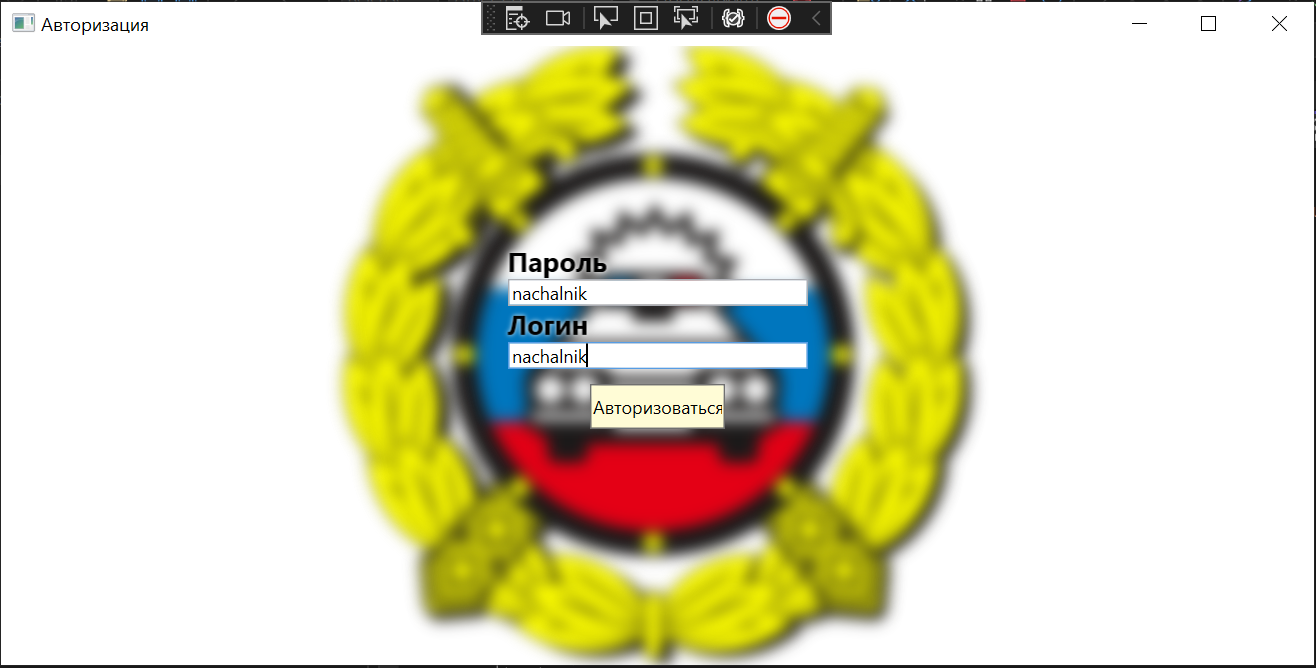 Авторизация
Пароль
nachalnik
Логин
nachalnik
Авторизоваться